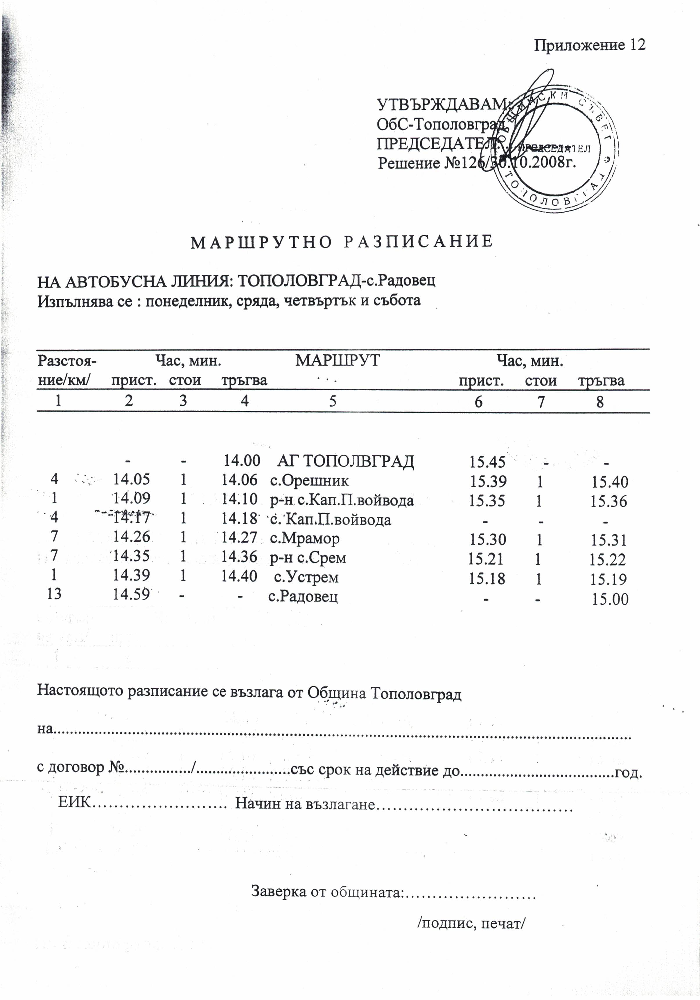 Приложение 12
УТВЪРЖДАВАМ:
ОбС-Тополовград
ПРЕДСЕДАТЕЛ:
Решение №126/30.10.2008г.
ОБЩИНСКИ СЪВЕТ
ПРЕДСЕДАТЕЛ
ТОПОЛОВГРАД
МАРШРУТНО РАЗПИСАНИЕ
НА АВТОБУСНА ЛИНИЯ: ТОПОЛОВГРАД-с.Радовец
Изпълнява се : понеделник, сряда, четвъртък и събота
Разстоя- Час, мин. МАРШРУТ Час, мин.
ние/км/ прист. стои тръгва прист. стои тръгва
1 2 3 4 5 6 7 8
- - 14.00 АГ ТОПОЛВГРАД 15.45 - -
4 14.05 1 14.06 с.Орешник 15.39 1 15.40
1 14.09 1 14.10 р-н с.Кап.П.войвода 15.35 1 15.36
4 14.17 1 14.18 с. Кап.П.войвода - - -
7 14.26 1 14.27 с.Мрамор 15.30 1 15.31
7 14.35 1 14.36 р-н с.Срем 15.21 1 15.22
1 14.39 1 14.40 с.Устрем 15.18 1 15.19
13 14.59 - - с.Радовец - - 15.00
Настоящото разписание се възлага от Община Тополовград
на..........................................................................................................................................
с договор №................/.......................със срок на действие до.....................................год.
ЕИК......................... Начин на възлагане....................................
Заверка от общината:........................
/подпис, печат/